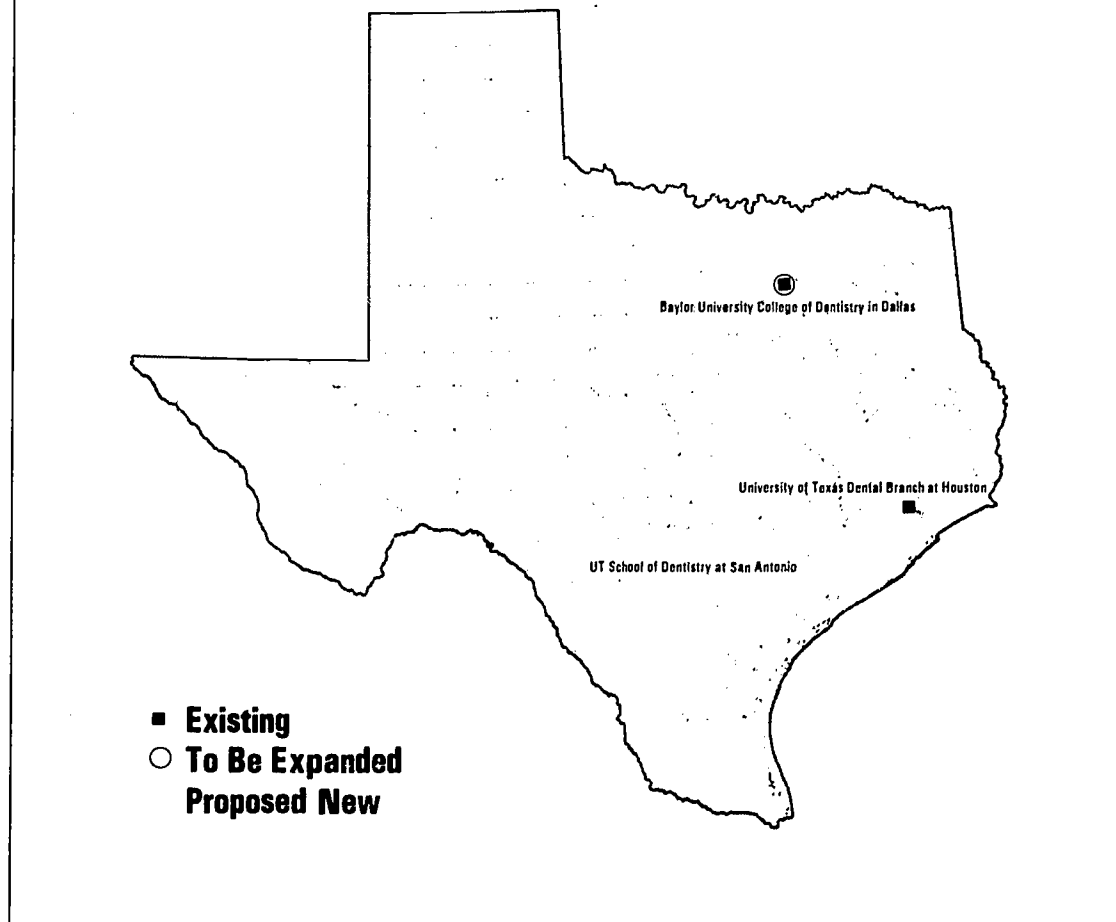 Baylor University College of Dentistry in Dallas
University of Texas Dental Branch at Houston
UT School of Dentistry at San Antonio
Existing
To Be Expanded
Proposed New